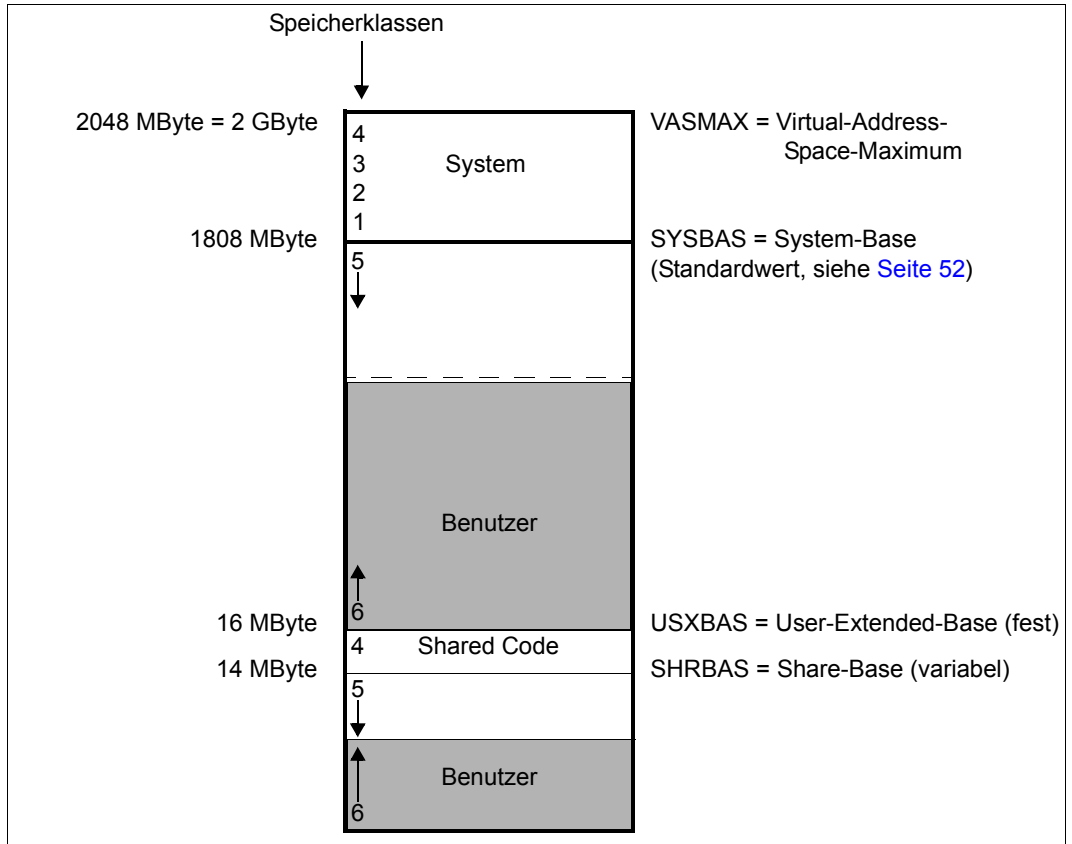 Speicherklassen
2048 MByte = 2 GByte
4
3
2
1
System
VASMAX = Virtual-Address-
Space-Maximum
1808 MByte
SYSBAS = System-Base
(Standardwert, siehe Seite 52)
5
Benutzer
6
16 MByte
USXBAS = User-Extended-Base (fest)
4 Shared Code
14 MByte
SHRBAS = Share-Base (variabel)
5
Benutzer
6